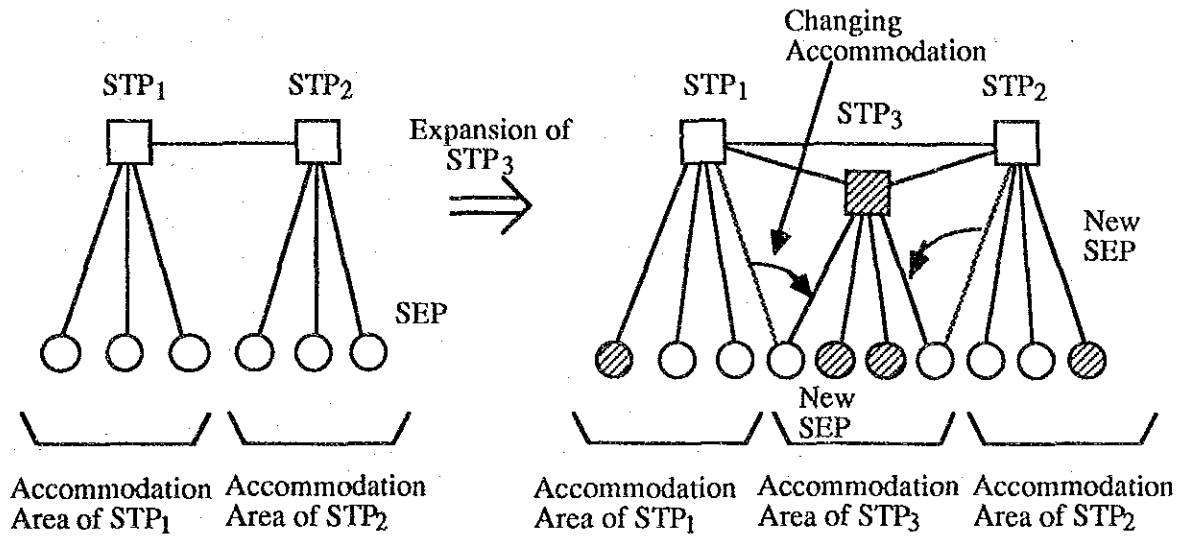 STP1
STP2
SEP
Accommodation
Area of STP1
Accommodation
Area of STP2
Expansion of
STP3
Changing
Accommodation
STP1
STP3
STP2
New
SEP
New
SEP
Accommodation
Area of STP1
Accommodation
Area of STP3
Accommodation
Area of STP2